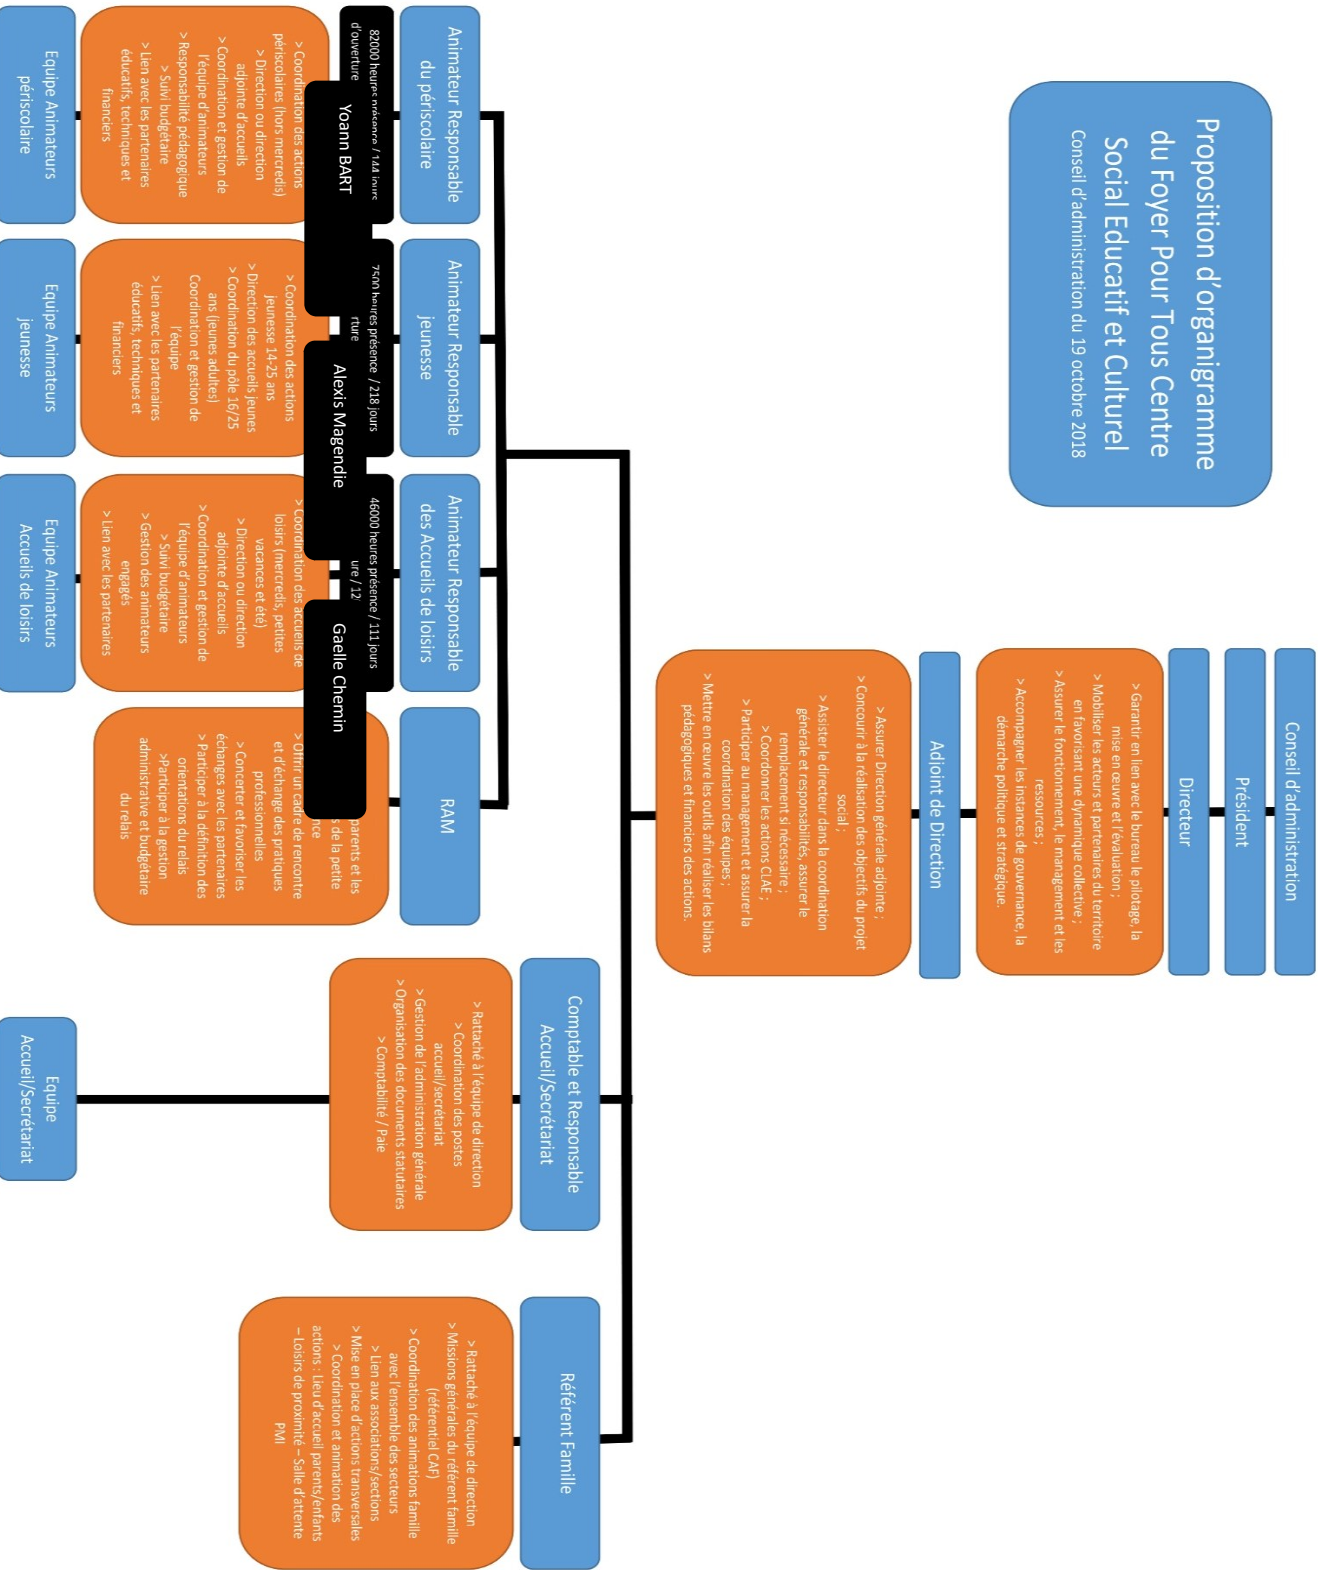 Proposition d'organigramme
du Foyer Pour Tous Centre
Social Educatif et Culturel
Conseil d'administration du 19 octobre 2018
Conseil d'administration
Président
Directeur
> Garantir en lien avec le bureau le pilotage, la
mise en œuvre et l'évaluation ;
> Mobiliser les acteurs et partenaires du territoire
en favorisant une dynamique collective ;
> Assurer le fonctionnement, le management et les
ressources ;
> Accompagner les instances de gouvernance, la
démarche politique et stratégique.
Adjoint de Direction
> Assurer Direction générale adjointe ;
> Concourir à la réalisation des objectifs du projet
social ;
> Assister le directeur dans la coordination
générale et responsabilités, assurer le
remplacement si nécessaire ;
> Coordonner les actions CLAE ;
> Participer au management et assurer la
coordination des équipes ;
> Mettre en œuvre les outils afin réaliser les bilans
pédagogiques et financiers des actions.
Animateur Responsable
du périscolaire
82000 heures présence / 144 jours
d'ouverture
Yoann BART
> Coordination des actions
périscolaires (hors mercredis)
> Direction ou direction
adjointe d'accueils
> Coordination et gestion de
l'équipe d'animateurs
> Responsabilité pédagogique
> Suivi budgétaire
> Lien avec les partenaires
éducatifs, techniques et
financiers
Equipe Animateurs
périscolaire
Animateur Responsable
jeunesse
7500 heures présence / 218 jours
rture
Alexis Magendie
> Coordination des actions
jeunesse 14-25 ans
> Direction des accueils jeunes
> Coordination du pôle 16/25
ans (jeunes adultes)
Coordination et gestion de
l'équipe
> Lien avec les partenaires
éducatifs, techniques et
financiers
Equipe Animateurs
jeunesse
Animateur Responsable
des Accueils de loisirs
46000 heures présence / 111 jours
ure / 12
Gaelle Chemin
> Coordination des accueils de
loisirs (mercredis, petites
vacances et été)
> Direction ou direction
adjointe d'accueils
> Coordination et gestion de
l'équipe d'animateurs
> Suivi budgétaire
> Gestion des animateurs
engagés
> Lien avec les partenaires
Equipe Animateurs
Accueils de loisirs
RAM
parents et les
s de la petite
nce
> Offrir un cadre de rencontre
et d'échange des pratiques
professionnelles
> Concerter et favoriser les
échanges avec les partenaires
> Participer à la définition des
orientations du relais
>Participer à la gestion
administrative et budgétaire
du relais
Comptable et Responsable
Accueil/Secrétariat
> Rattaché à l'équipe de direction
> Coordination des postes
accueil/secrétariat
> Gestion de l'administration générale
> Organisation des documents statutaires
> Comptabilité / Paie
Equipe
Accueil/Secrétariat
Référent Famille
> Rattaché à l'équipe de direction
> Missions générales du référent famille
(référentiel CAF)
> Coordination des animations famille
avec l'ensemble des secteurs
> Lien aux associations/sections
> Mise en place d'actions transversales
> Coordination et animation des
actions : Lieu d'accueil parents/enfants
– Loisirs de proximité – Salle d'attente
PMI